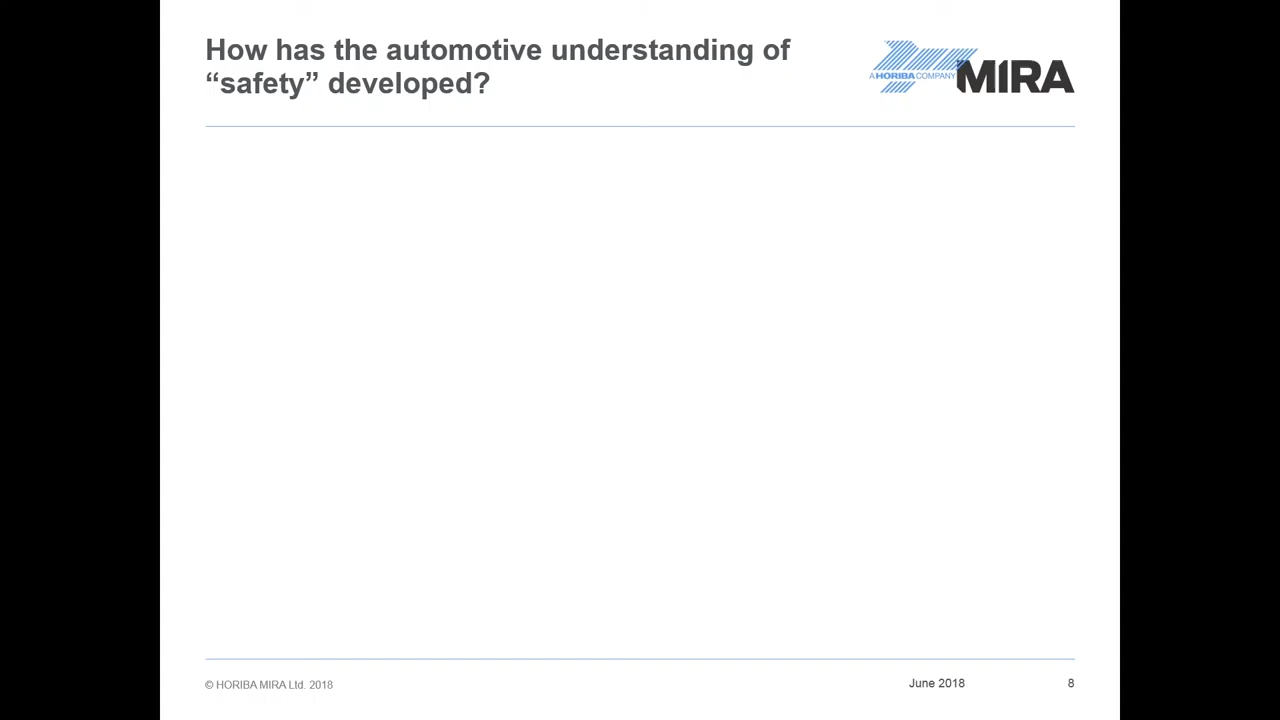 How has the automotive understanding of
“safety” developed?
A HORIBA COMPANY
MIRA
© HORIBA MIRA Ltd. 2018
June 2018
8